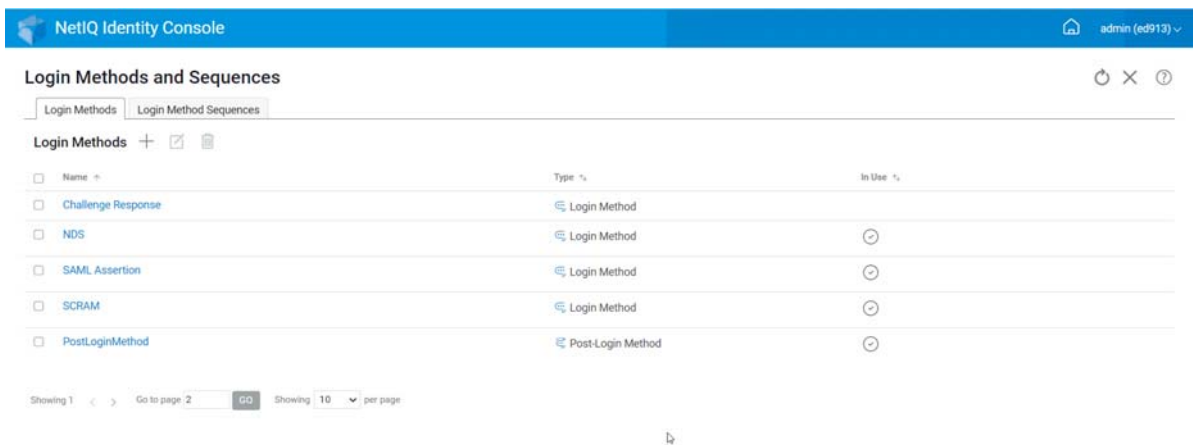 NetIQ Identity Console admin (ed913)
Login Methods and Sequences
Login Methods Login Method Sequences
Login Methods
Name Type In Use
Challenge Response Login Method
NDS Login Method
SAML Assertion Login Method
SCRAM Login Method
PostLoginMethod Post-Login Method
Showing 1 Go to page 2 GO Showing 10 per page